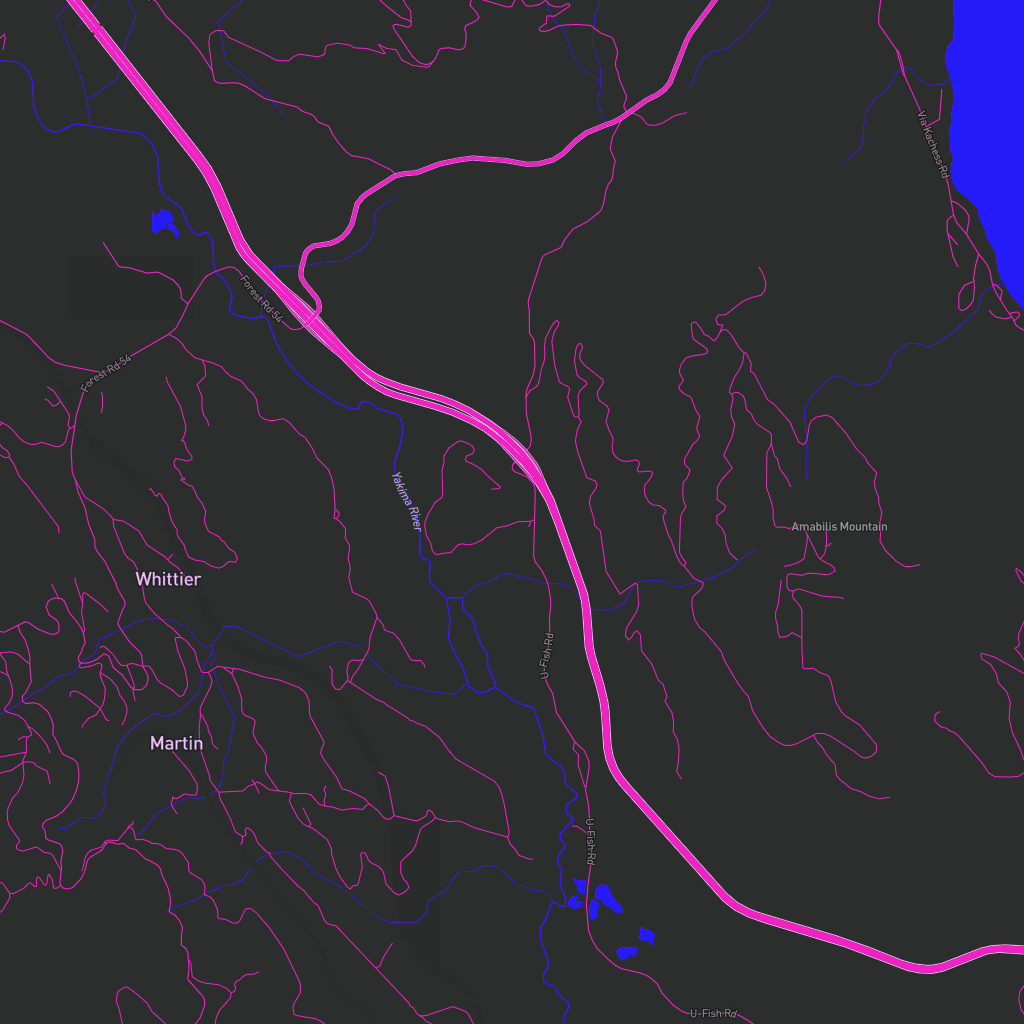 Via Kachess Rd
Forest Rd 54
Forest Rd 54
Yakima River
Amabilis Mountain
Whittier
U-Fish Rd
Martin
U-Fish Rd
U-Fish Rd